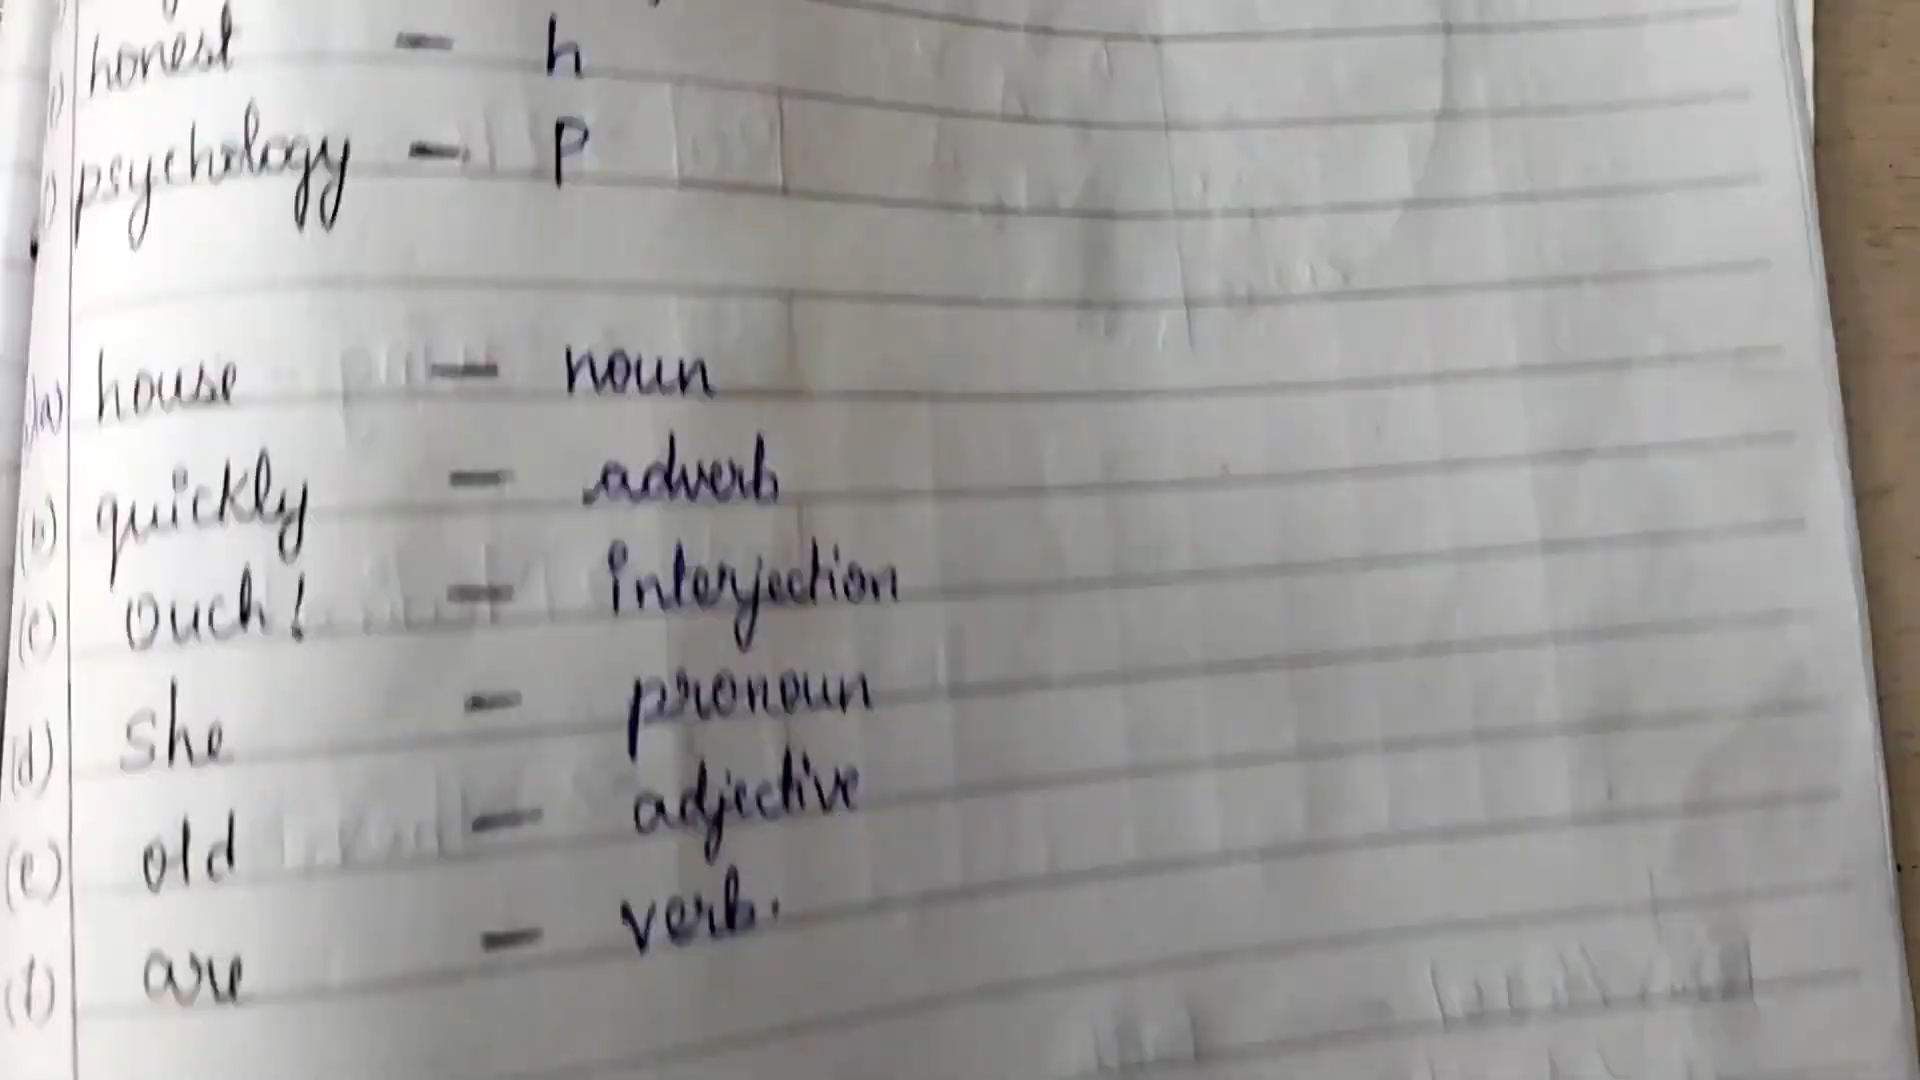 honest - h
psychology - P
(a) house - noun
(b) quickly - adverb
(c) Ouch! - interjection
(d) She - pronoun
(e) old - adjective
(f) are - verb.